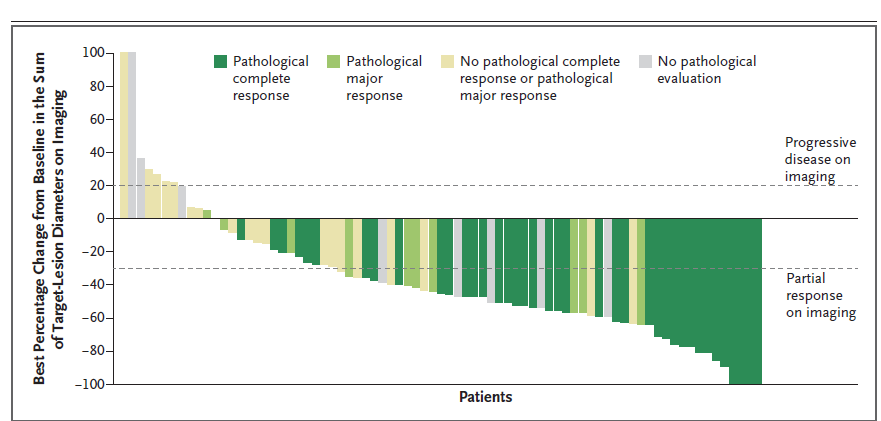 Best Percentage Change from Baseline in the Sum
of Target-Lesion Diameters on Imaging
100
80
60
40
20
0
−20
−40
−60
−80
−100
Pathological
complete
response
Pathological
major
response
No pathological complete
response or pathological
major response
No pathological
evaluation
Progressive
disease on
imaging
Partial
response
on imaging
Patients